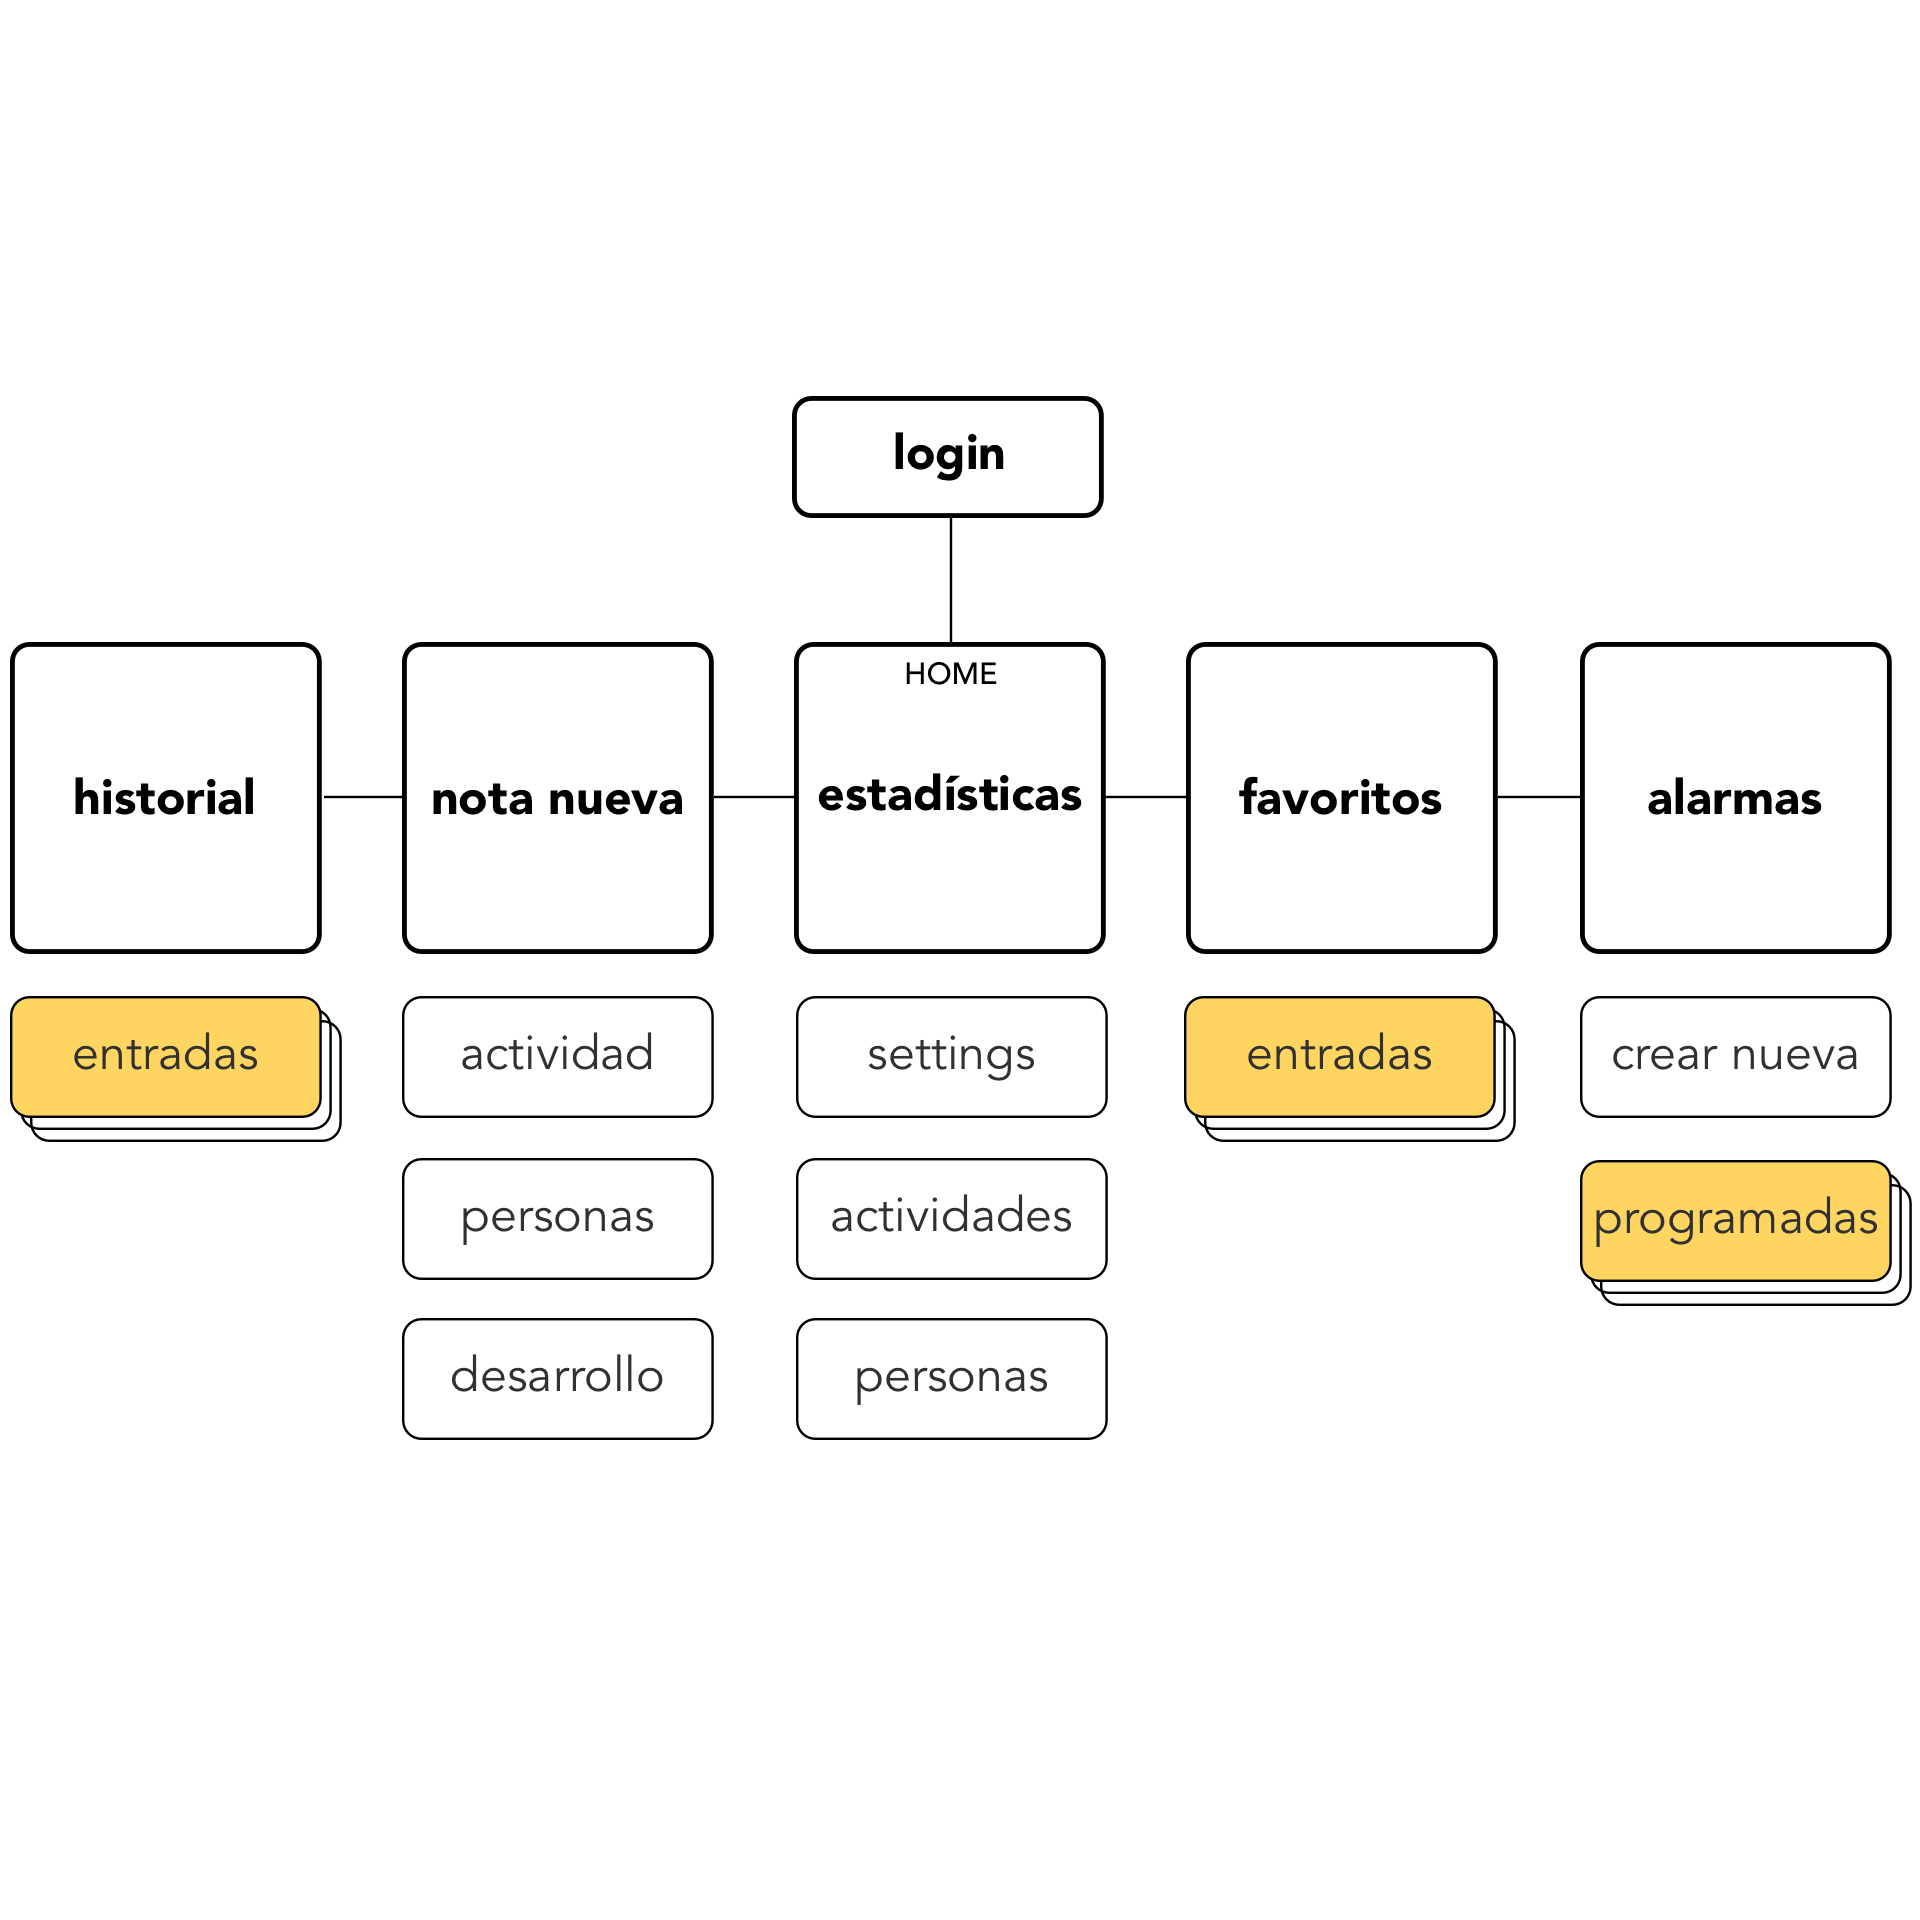 login
HOME
historial
nota nueva
estadísticas
favoritos
alarmas
entradas
actividad
settings
entradas
crear nueva
personas
actividades
programadas
desarrollo
personas